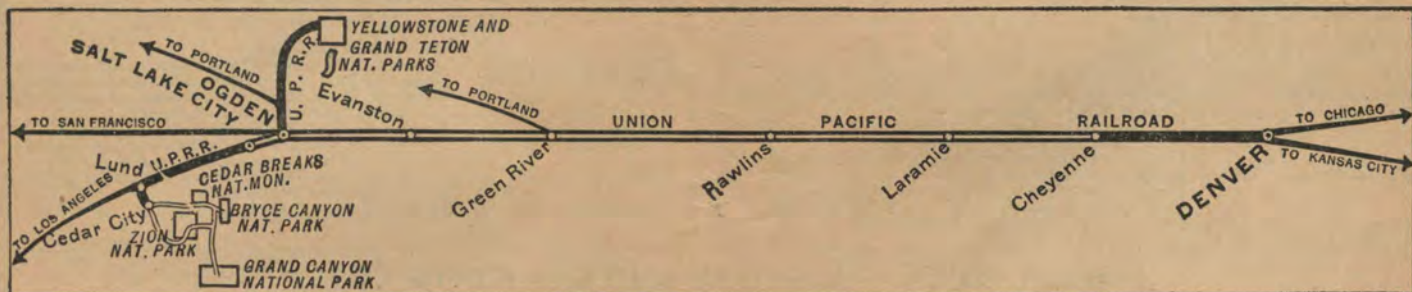 YELLOWSTONE AND
GRAND TETON
NAT. PARKS
TO PORTLAND
SALT LAKE CITY
OGDEN
U. P. R. R.
Evanston
TO PORTLAND
TO SAN FRANCISCO
UNION PACIFIC RAILROAD
TO CHICAGO
TO KANSAS CITY
Lund
U.P.R.R.
Green River
Rawlins
Laramie
Cheyenne
DENVER
TO LOS ANGELES
Cedar City
CEDAR BREAKS
NAT. MON.
BRYCE CANYON
NAT. PARK
ZION
NAT. PARK
GRAND CANYON
NATIONAL PARK